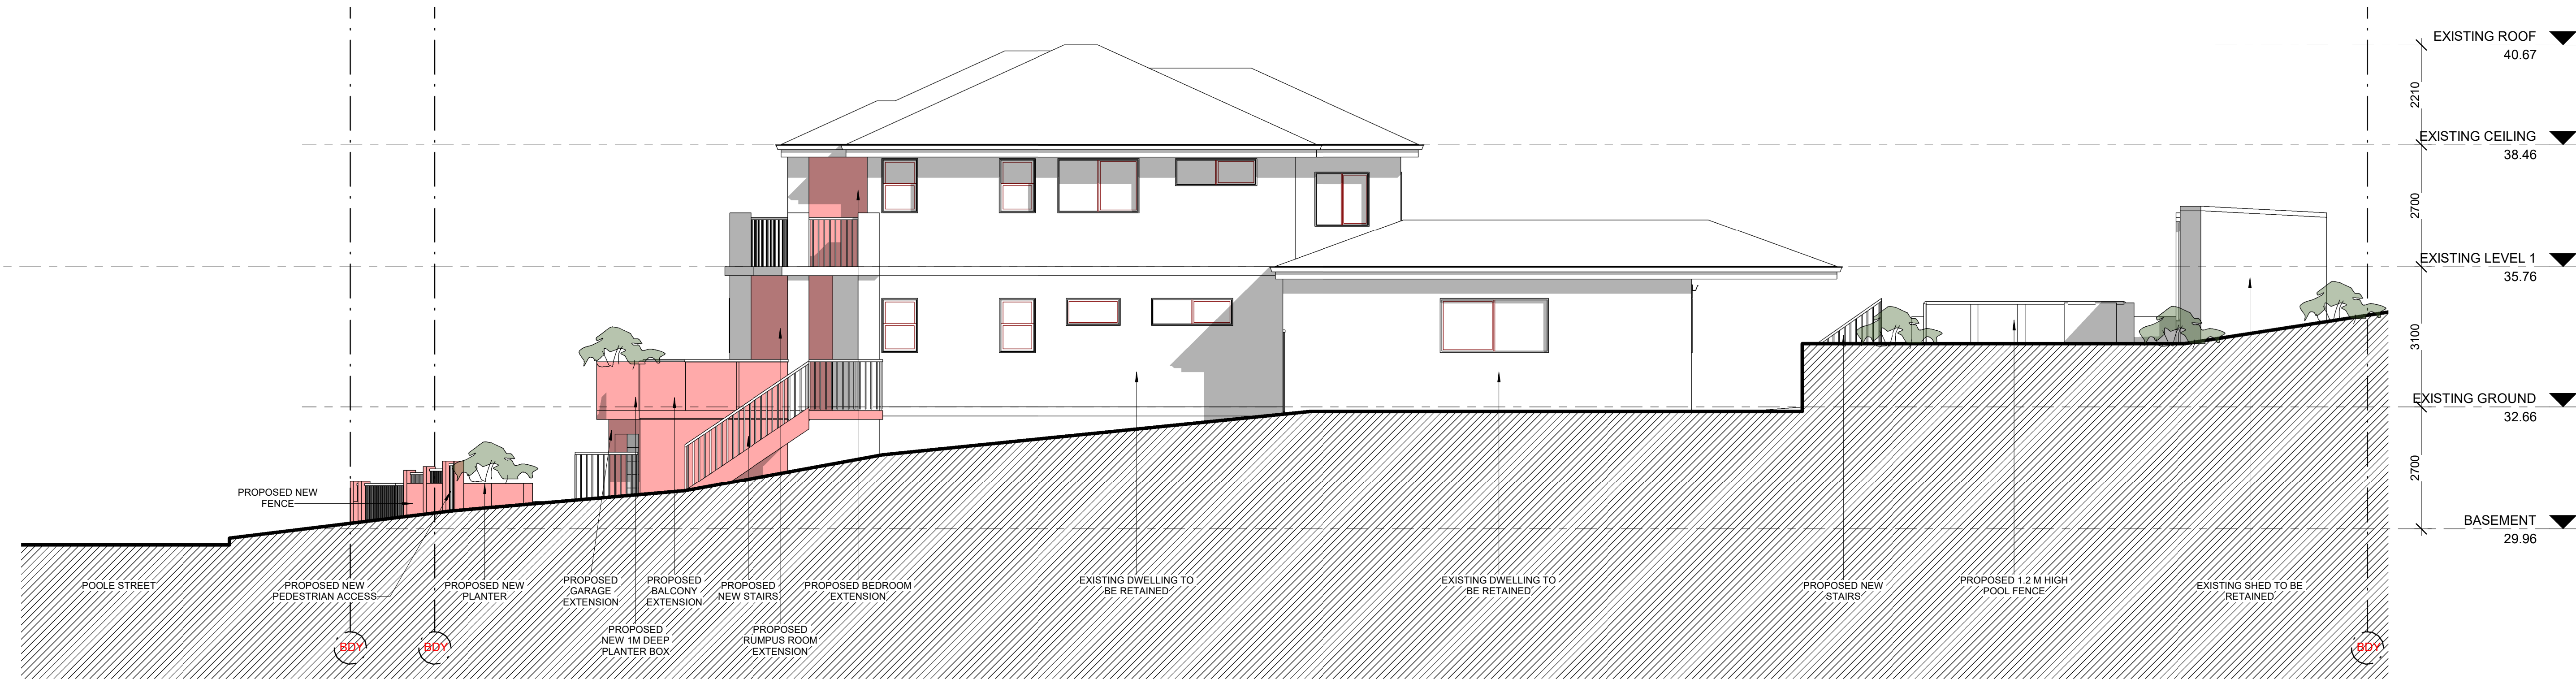 EXISTING ROOF
40.67
2210
EXISTING CEILING
38.46
2700
EXISTING LEVEL 1
35.76
3100
EXISTING GROUND
32.66
2700
BASEMENT
29.96
PROPOSED NEW
FENCE
POOLE STREET
PROPOSED NEW
PEDESTRIAN ACCESS
PROPOSED NEW
PLANTER
PROPOSED
GARAGE
EXTENSION
PROPOSED
BALCONY
EXTENSION
PROPOSED
NEW STAIRS
PROPOSED BEDROOM
EXTENSION
EXISTING DWELLING TO
BE RETAINED
EXISTING DWELLING TO
BE RETAINED
PROPOSED NEW
STAIRS
PROPOSED 1.2 M HIGH
POOL FENCE
EXISTING SHED TO BE
RETAINED
PROPOSED
NEW 1M DEEP
PLANTER BOX
PROPOSED
RUMPUS ROOM
EXTENSION
BDY
BDY
BDY